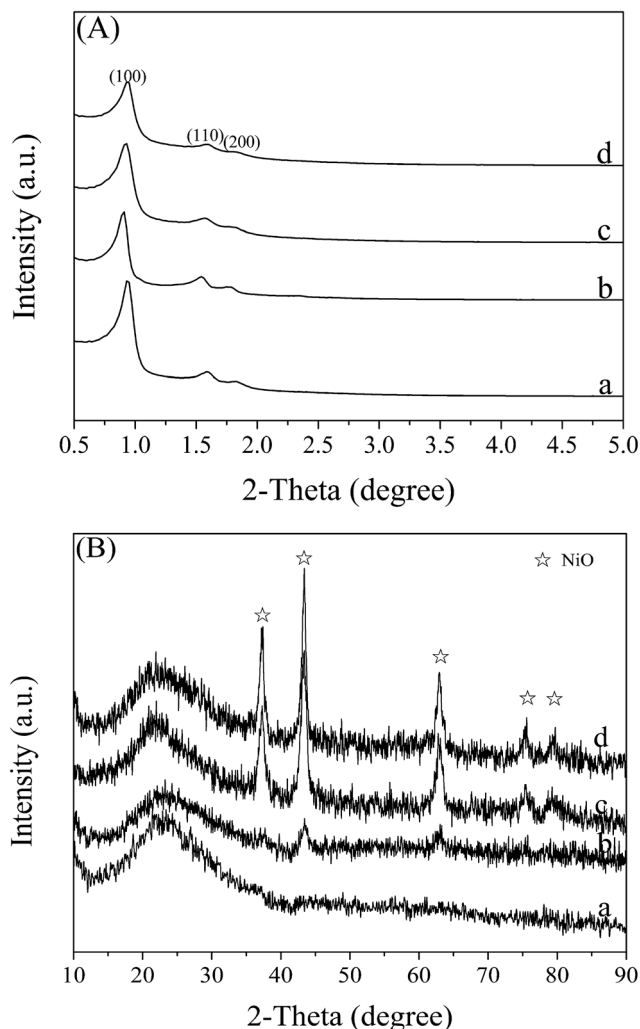 (A)
(100)
(110) (200)
d
c
b
a
Intensity (a.u.)
0.5 1.0 1.5 2.0 2.5 3.0 3.5 4.0 4.5 5.0
2-Theta (degree)
(B)
☆ NiO
d
c
b
a
Intensity (a.u.)
10 20 30 40 50 60 70 80 90
2-Theta (degree)